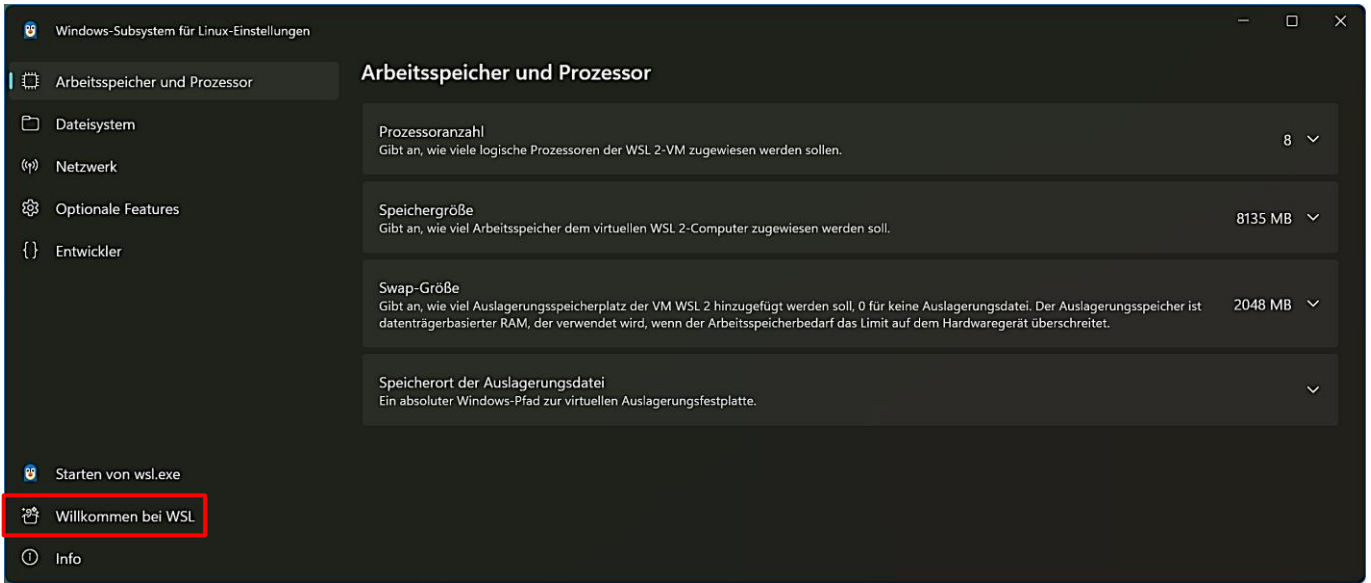 Windows-Subsystem für Linux-Einstellungen
Arbeitsspeicher und Prozessor
Dateisystem
Netzwerk
Optionale Features
Entwickler
Starten von wsl.exe
Willkommen bei WSL
Info
Arbeitsspeicher und Prozessor
Prozessoranzahl
Gibt an, wie viele logische Prozessoren der WSL 2-VM zugewiesen werden sollen.
8
Speichergröße
Gibt an, wie viel Arbeitsspeicher dem virtuellen WSL 2-Computer zugewiesen werden soll.
8135 MB
Swap-Größe
Gibt an, wie viel Auslagerungsspeicherplatz der VM WSL 2 hinzugefügt werden soll, 0 für keine Auslagerungsdatei. Der Auslagerungsspeicher ist
datenträgerbasierter RAM, der verwendet wird, wenn der Arbeitsspeicherbedarf das Limit auf dem Hardwaregerät überschreitet.
2048 MB
Speicherort der Auslagerungsdatei
Ein absoluter Windows-Pfad zur virtuellen Auslagerungsfestplatte.